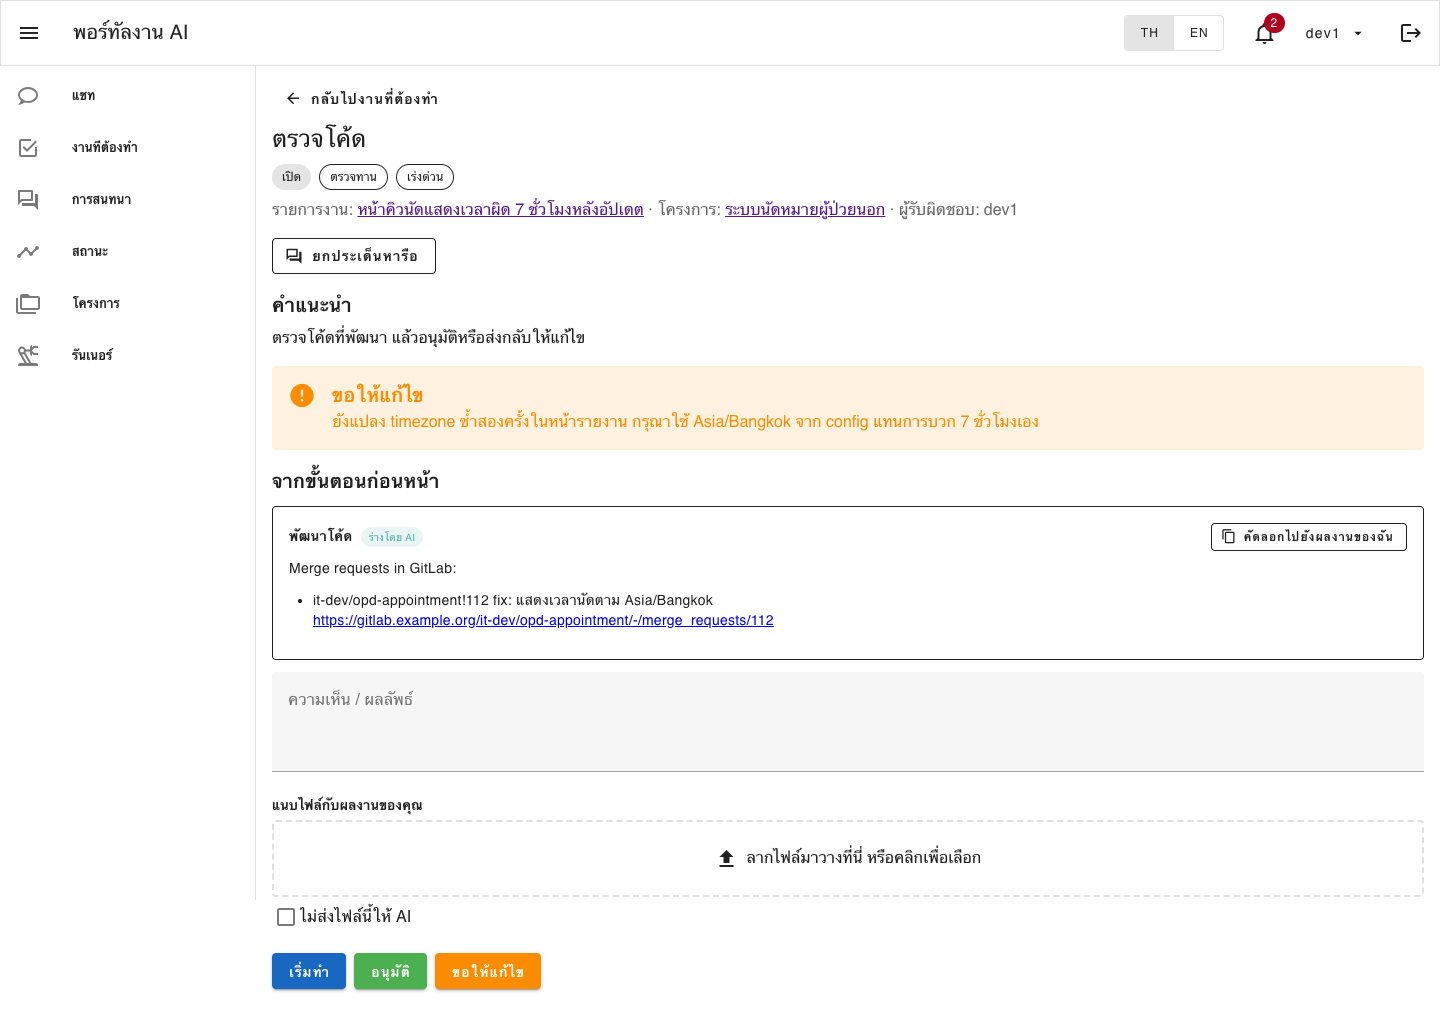 พอร์ทัลงาน AI
TH
EN
2
dev1
แชท
งานที่ต้องทำ
การสนทนา
สถานะ
โครงการ
รันเนอร์
กลับไปงานที่ต้องทำ
ตรวจโค้ด
เปิด
ตรวจทาน
เร่งด่วน
รายการงาน: หน้าคิวนัดแสดงเวลาผิด 7 ชั่วโมงหลังอัปเดต · โครงการ: ระบบนัดหมายผู้ป่วยนอก · ผู้รับผิดชอบ: dev1
ยกประเด็นหารือ
คำแนะนำ
ตรวจโค้ดที่พัฒนา แล้วอนุมัติหรือส่งกลับให้แก้ไข
ขอให้แก้ไข
ยังแปลง timezone ซ้ำสองครั้งในหน้ารายงาน กรุณาใช้ Asia/Bangkok จาก config แทนการบวก 7 ชั่วโมงเอง
จากขั้นตอนก่อนหน้า
พัฒนาโค้ด
ร่างโดย AI
คัดลอกไปยังผลงานของฉัน
Merge requests in GitLab:
• it-dev/opd-appointment!112 fix: แสดงเวลานัดตาม Asia/Bangkok
https://gitlab.example.org/it-dev/opd-appointment/-/merge_requests/112
ความเห็น / ผลลัพธ์
แนบไฟล์กับผลงานของคุณ
ลากไฟล์มาวางที่นี่ หรือคลิกเพื่อเลือก
ไม่ส่งไฟล์นี้ให้ AI
เริ่มทำ
อนุมัติ
ขอให้แก้ไข